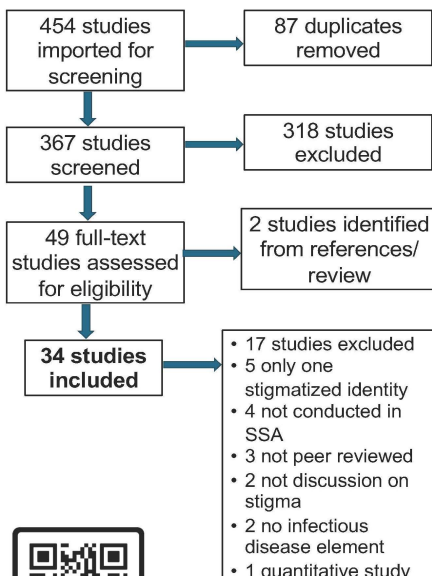 454 studies
imported for
screening
87 duplicates
removed
367 studies
screened
318 studies
excluded
49 full-text
studies assessed
for eligibility
2 studies identified
from references/
review
34 studies
included
• 17 studies excluded
• 5 only one
stigmatized identity
• 4 not conducted in
SSA
• 3 not peer reviewed
• 2 not discussion on
stigma
• 2 no infectious
disease element
• 1 quantitative study